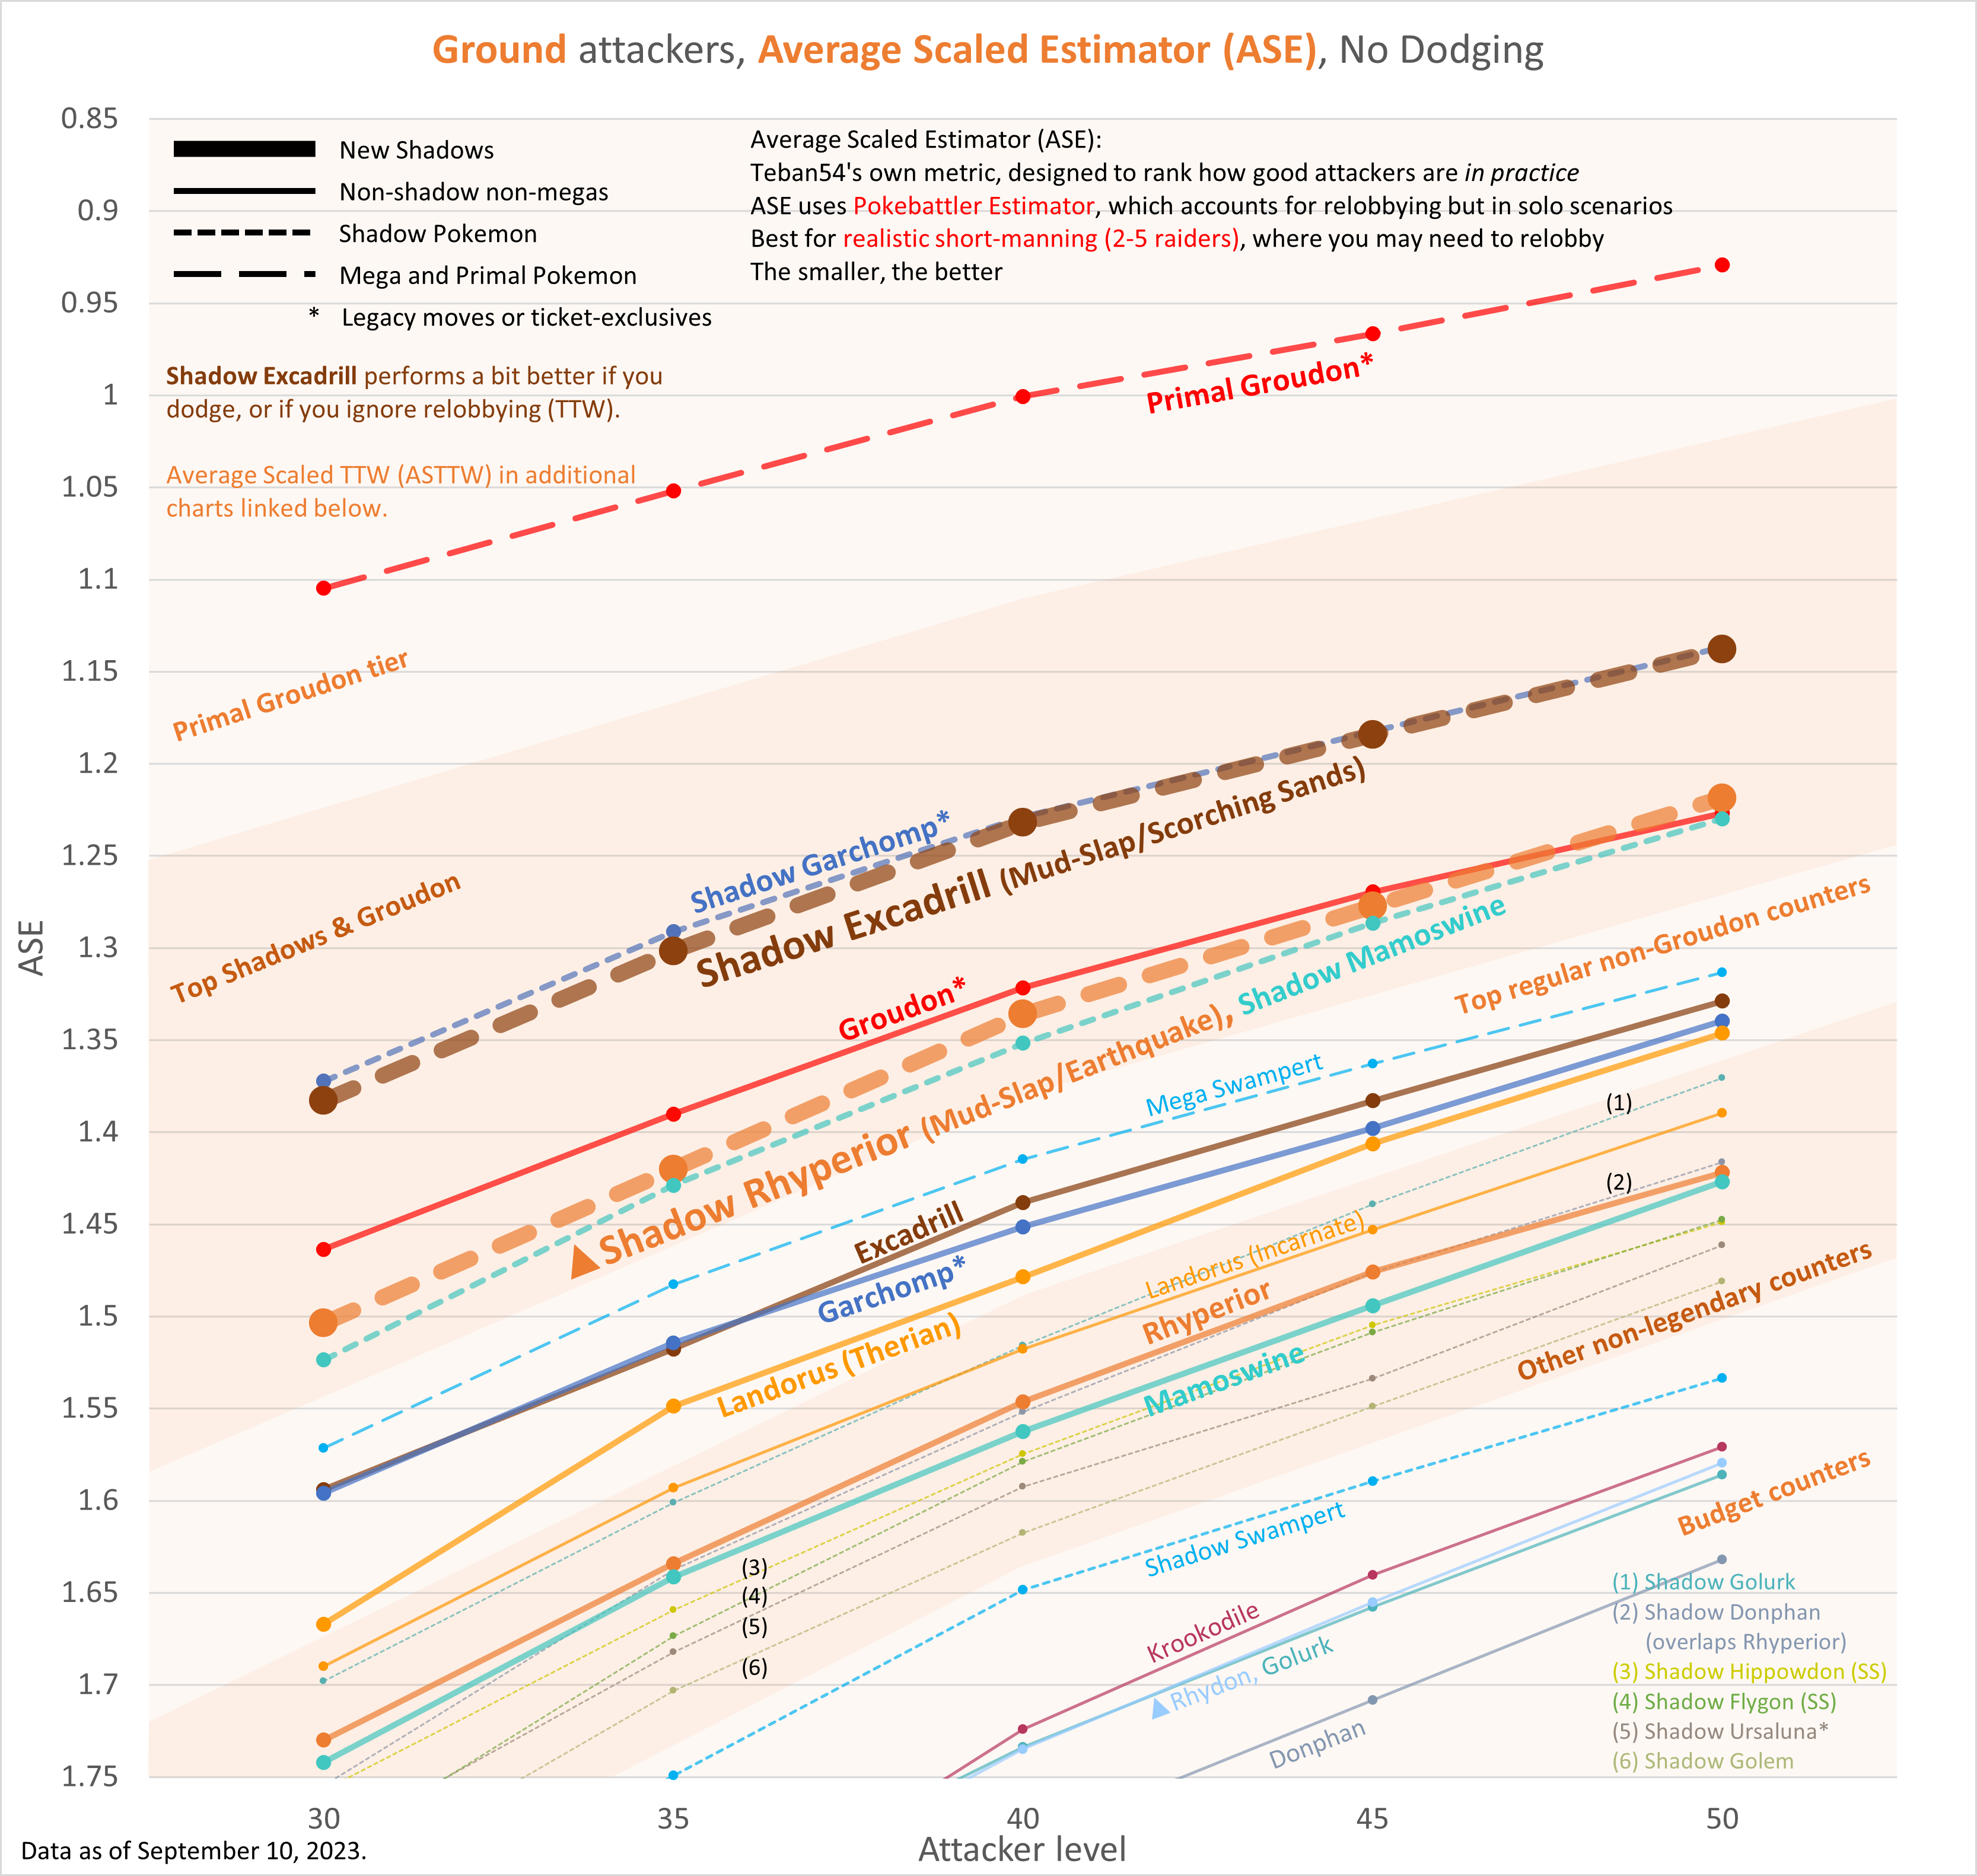 Ground attackers, Average Scaled Estimator (ASE), No Dodging
0.85
0.9
0.95
1
1.05
1.1
1.15
1.2
1.25
1.3
1.35
1.4
1.45
1.5
1.55
1.6
1.65
1.7
1.75
ASE
New Shadows
Non-shadow non-megas
Shadow Pokemon
Mega and Primal Pokemon
* Legacy moves or ticket-exclusives
Average Scaled Estimator (ASE):
Teban54's own metric, designed to rank how good attackers are in practice
ASE uses Pokebattler Estimator, which accounts for relobbying but in solo scenarios
Best for realistic short-manning (2-5 raiders), where you may need to relobby
The smaller, the better
Shadow Excadrill performs a bit better if you
dodge, or if you ignore relobbying (TTW).
Average Scaled TTW (ASTTW) in additional
charts linked below.
Primal Groudon*
Primal Groudon tier
Shadow Garchomp*
Shadow Excadrill (Mud-Slap/Scorching Sands)
Top Shadows & Groudon
Groudon*
Shadow Rhyperior (Mud-Slap/Earthquake), Shadow Mamoswine
Top regular non-Groudon counters
Mega Swampert
(1)
Excadrill
Garchomp*
Landorus (Therian)
Landorus (Incarnate)
(2)
Rhyperior
Mamoswine
Other non-legendary counters
(3)
(4)
(5)
(6)
Shadow Swampert
Budget counters
Krookodile
Rhydon, Golurk
Donphan
(1) Shadow Golurk
(2) Shadow Donphan
(overlaps Rhyperior)
(3) Shadow Hippowdon (SS)
(4) Shadow Flygon (SS)
(5) Shadow Ursaluna*
(6) Shadow Golem
30
35
40
45
50
Attacker level
Data as of September 10, 2023.